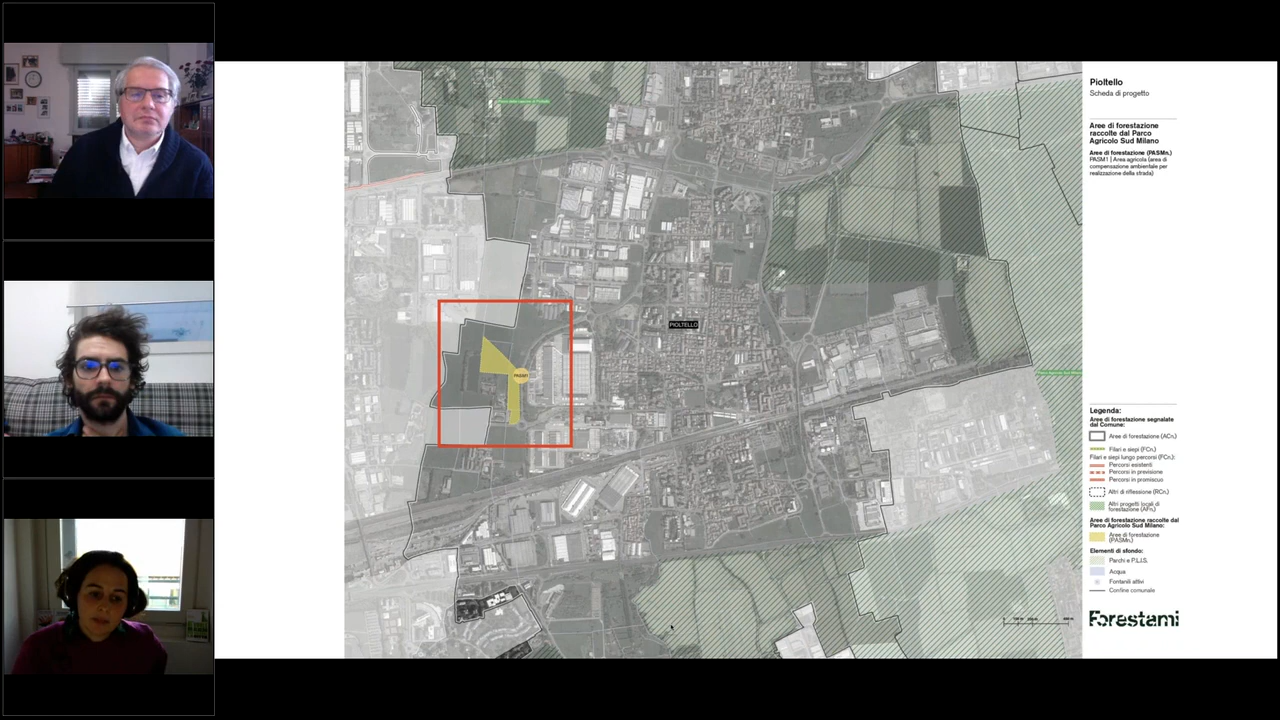 Pioltello
Scheda di progetto
Aree di forestazione
raccolte dal Parco
Agricolo Sud Milano
Aree di forestazione (PASMn.)
PASM1 | Area agricola (area di
compensazione ambientale per
realizzazione della strada)
PIOLTELLO
PASM1
Legenda:
Aree di forestazione segnalate
dal Comune:
Aree di forestazione (ACn.)
Filari e siepi (FCn.)
Filari e siepi lungo percorsi (FCn.):
Percorsi esistenti
Percorsi in previsione
Percorsi in promiscuo
Altri di riflessione (RCn.)
Altri progetti locali di
forestazione (AFn.)
Aree di forestazione raccolte dal
Parco Agricolo Sud Milano:
Aree di forestazione
(PASMn.)
Elementi di sfondo:
Parchi e P.L.I.S.
Acqua
Fontanili attivi
Confine comunale
Forestami